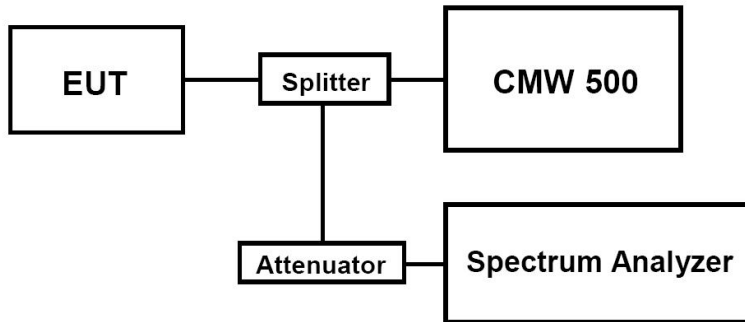 EUT
Splitter
CMW 500
Attenuator
Spectrum Analyzer